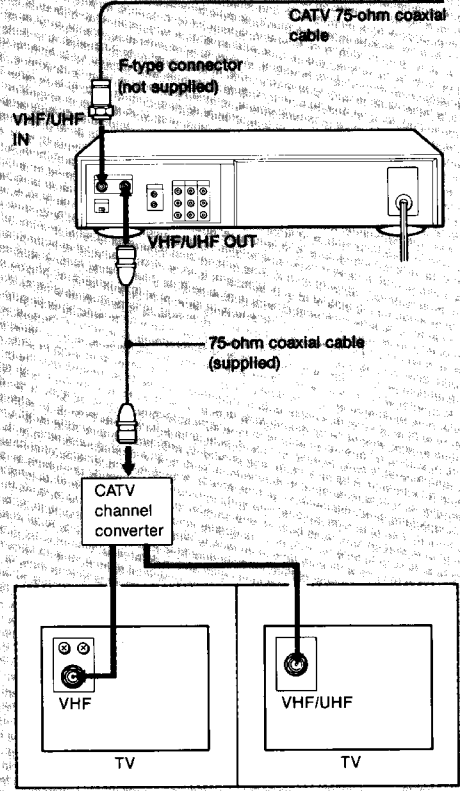 CATV 75-ohm coaxial
cable
F-type connector
(not supplied)
VHF/UHF
IN
VHF/UHF OUT
75-ohm coaxial cable
(supplied)
CATV
channel
converter
VHF
TV
VHF/UHF
TV